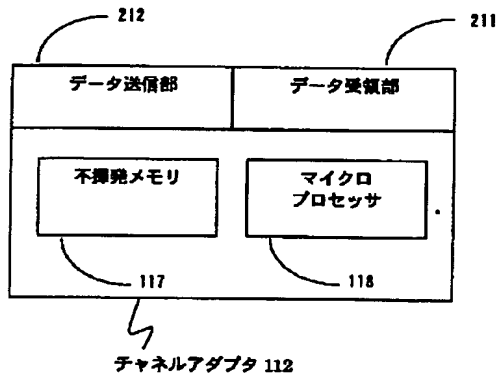 212
211
データ送信部
データ受領部
不揮発メモリ
マイクロ
プロセッサ
117
118
チャネルアダプタ 112